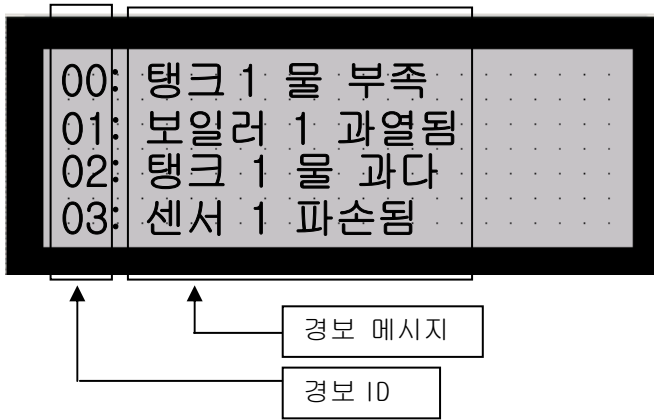 00: 탱크 1 물 부족
01: 보일러 1 과열됨
02: 탱크 1 물 과다
03: 센서 1 파손됨
경보 메시지
경보 ID